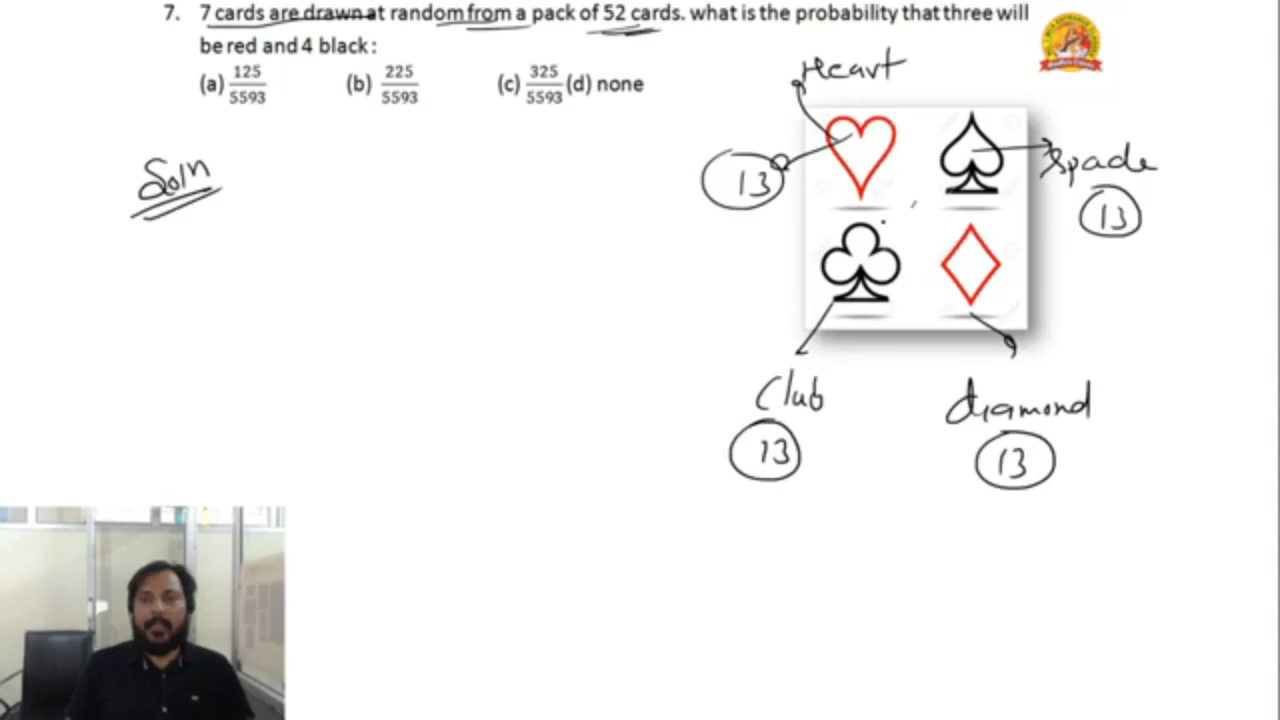 7. 7 cards are drawn at random from a pack of 52 cards. what is the probability that three will
be red and 4 black :
(a) 125/5593 (b) 225/5593 (c) 325/5593 (d) none
Heart
Soln
13
Spade
13
Club
diamond
13
13